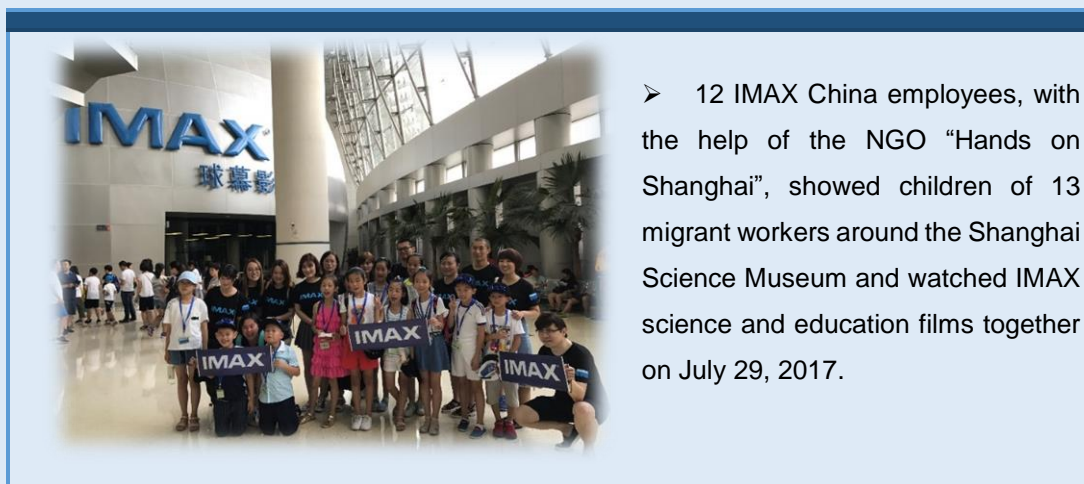 IMAX
球幕影
IMAX
IMAX
IMAX
➢ 12 IMAX China employees, with
the help of the NGO “Hands on
Shanghai”, showed children of 13
migrant workers around the Shanghai
Science Museum and watched IMAX
science and education films together
on July 29, 2017.